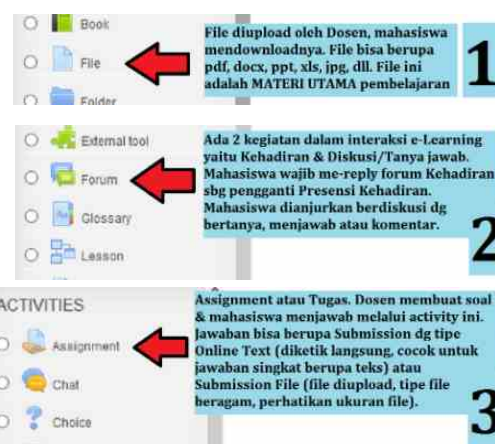 Book
File
Folder
File diupload oleh Dosen, mahasiswa
mendownloadnya. File bisa berupa
pdf, docx, ppt, xls, jpg, dll. File ini
adalah MATERI UTAMA pembelajaran
1
External tool
Forum
Glossary
Lesson
Ada 2 kegiatan dalam interaksi e-Learning
yaitu Kehadiran & Diskusi/Tanya jawab.
Mahasiswa wajib me-reply forum Kehadiran
sbg pengganti Presensi Kehadiran.
Mahasiswa dianjurkan berdiskusi dg
bertanya, menjawab atau komentar.
2
ACTIVITIES
Assignment
Chat
Choice
Assignment atau Tugas. Dosen membuat soal
& mahasiswa menjawab melalui activity ini.
Jawaban bisa berupa Submission dg tipe
Online Text (diketik langsung, cocok untuk
jawaban singkat berupa teks) atau
Submission File (file diupload, tipe file
beragam, perhatikan ukuran file).
3